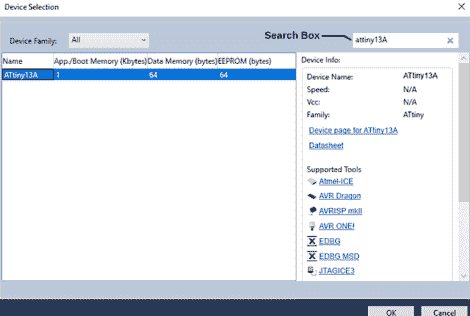 Device Selection
Device Family: All
Search Box attiny13A
Name App./Boot Memory (Kbytes) Data Memory (bytes) EEPROM (bytes)
ATtiny13A 1 64 64
Device Info:
Device Name: ATtiny13A
Speed: N/A
Vcc: N/A
Family: ATtiny
Device page for ATtiny13A
Datasheet
Supported Tools
Atmel-ICE
AVR Dragon
AVRISP mkII
AVR ONE!
EDBG
EDBG MSD
JTAGICE3
OK Cancel